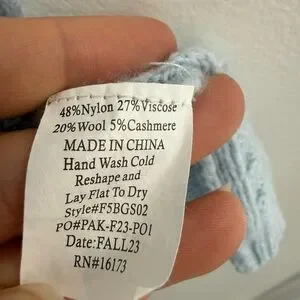 48%Nylon 27%Viscose
20%Wool 5%Cashmere
MADE IN CHINA
Hand Wash Cold
Reshape and
Lay Flat To Dry
Style#F5BGS02
PO#PAK-F23-PO1
Date:FALL23
RN#16173